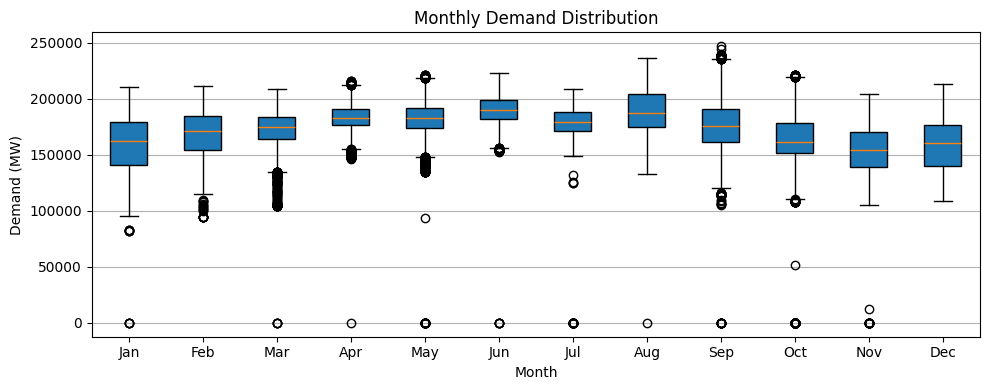 Monthly Demand Distribution
250000
200000
150000
100000
50000
0
Demand (MW)
Jan Feb Mar Apr May Jun Jul Aug Sep Oct Nov Dec
Month